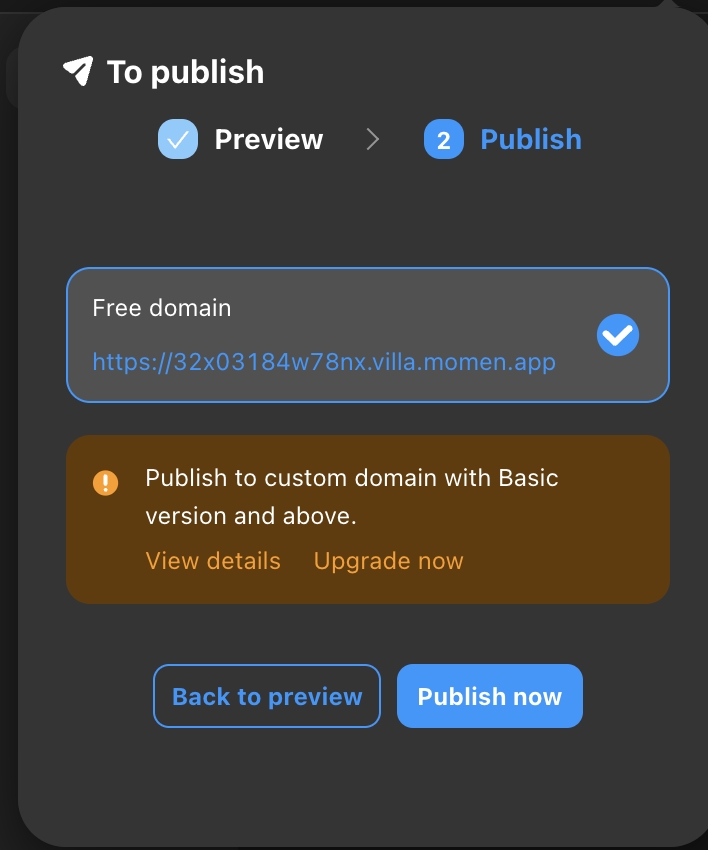 To publish
Preview
2 Publish
Free domain
https://32x03184w78nx.villa.momen.app
Publish to custom domain with Basic
version and above.
View details Upgrade now
Back to preview Publish now